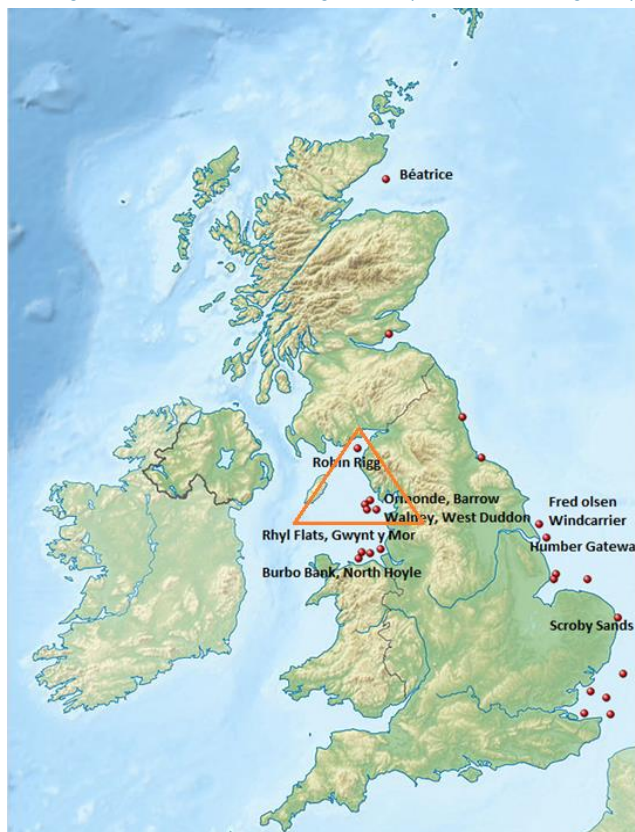 Béatrice
Robin Rigg
Ormonde, Barrow
Walney, West Duddon
Fred olsen
Windcarrier
Rhyl Flats, Gwynt y Mor
Humber Gatewa
Burbo Bank, North Hoyle
Scroby Sands